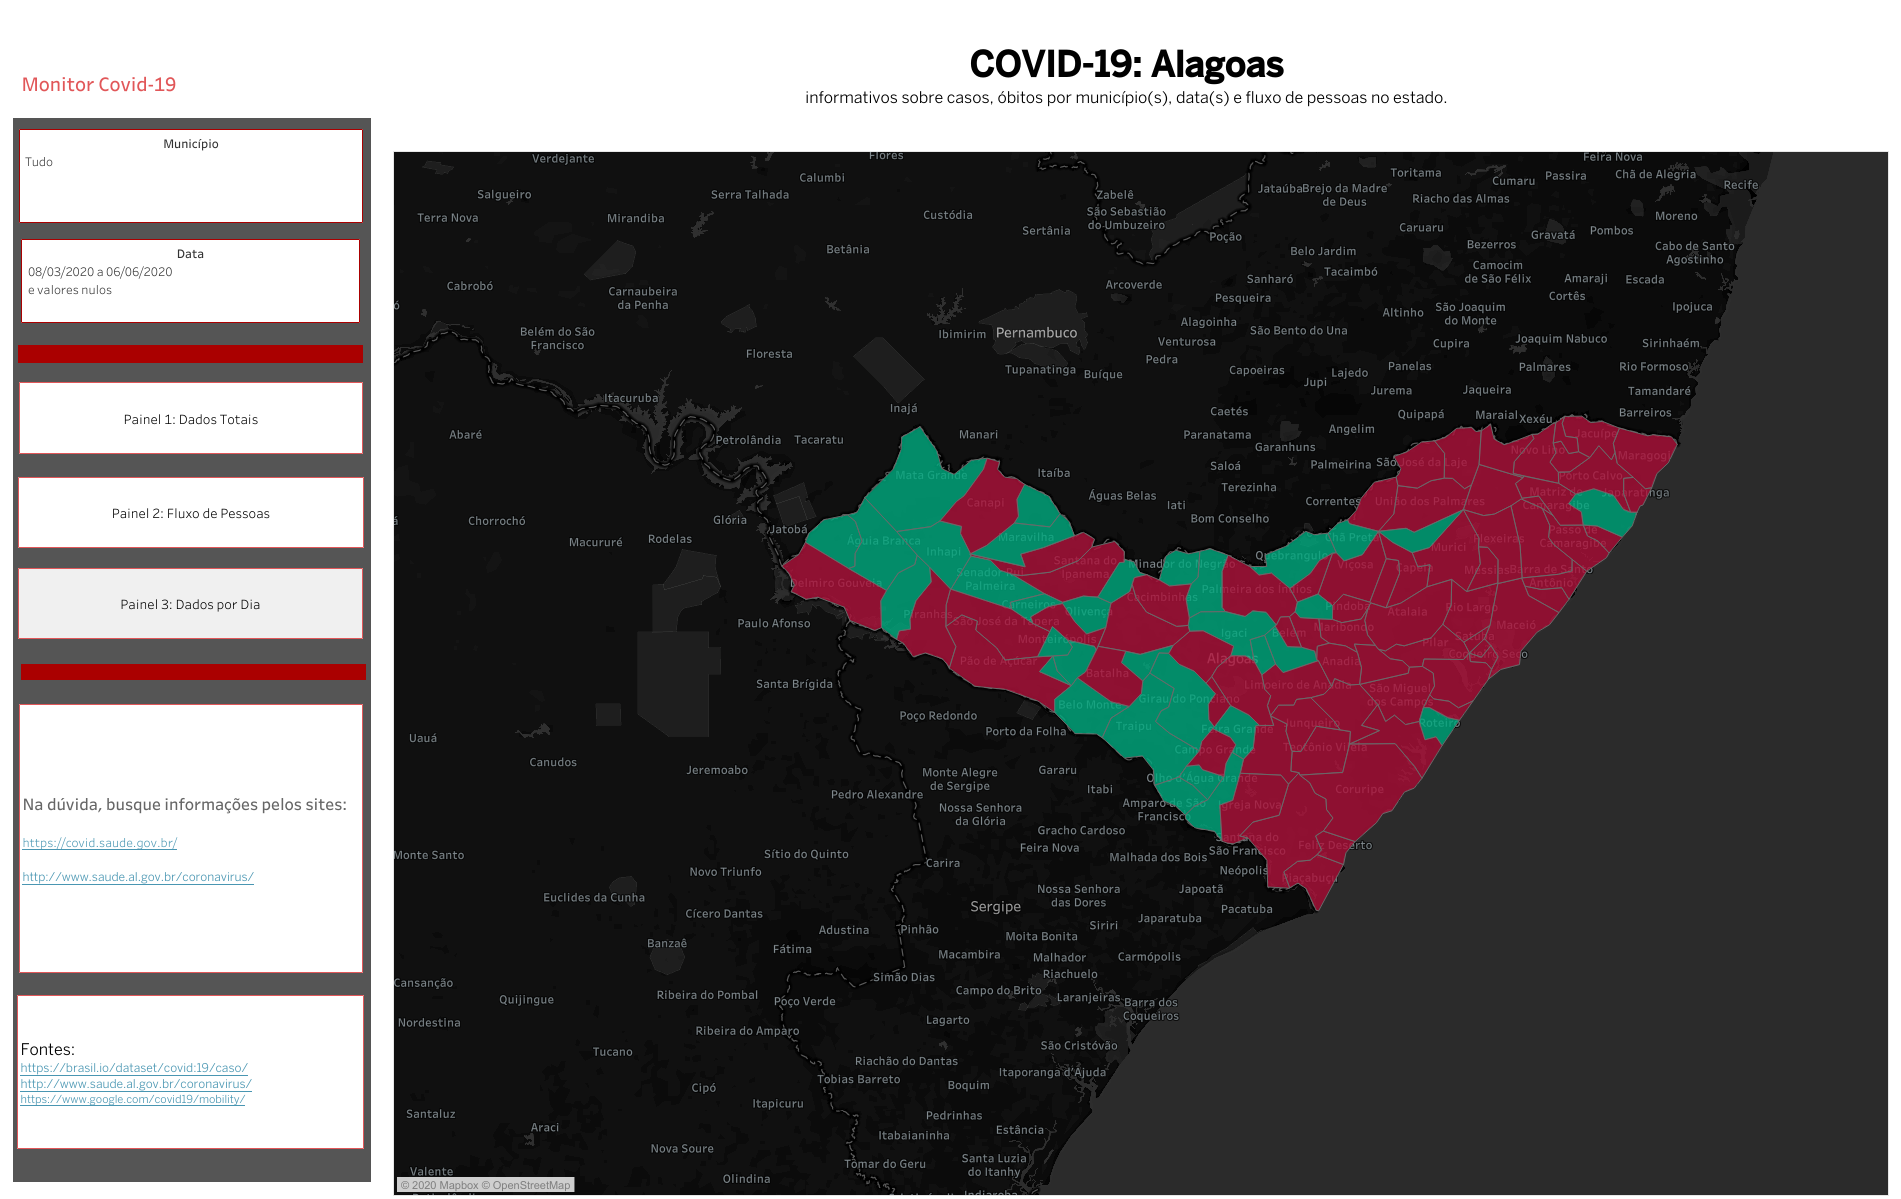 COVID-19: Alagoas
informativos sobre casos, óbitos por município(s), data(s) e fluxo de pessoas no estado.
Monitor Covid-19
Município
Tudo
Data
08/03/2020 a 06/06/2020
e valores nulos
Painel 1: Dados Totais
Painel 2: Fluxo de Pessoas
Painel 3: Dados por Dia
Na dúvida, busque informações pelos sites:
https://covid.saude.gov.br/
http://www.saude.al.gov.br/coronavirus/
Fontes:
https://brasil.io/dataset/covid:19/caso/
http://www.saude.al.gov.br/coronavirus/
https://www.google.com/covid19/mobility/
Verdejante
Flores
Feira Nova
Calumbi
Toritama
Cumaru
Passira
Chã de Alegria
Recife
Salgueiro
Serra Talhada
Zabelê
Jataúba
Brejo da Madre
de Deus
Riacho das Almas
Terra Nova
Mirandiba
Custódia
São Sebastião
do Umbuzeiro
Moreno
Sertânia
Poção
Caruaru
Gravatá
Pombos
Betânia
Belo Jardim
Bezerros
Cabo de Santo
Agostinho
Cabrobó
Carnaubeira
da Penha
Arcoverde
Sanharó
Tacaimbó
Camocim
de São Félix
Amaraji
Escada
Pesqueira
Cortês
Ipojuca
Belém do São
Francisco
Ibimirim
Pernambuco
Alagoinha
São Bento do Una
Altinho
São Joaquim
do Monte
Venturosa
Cupira
Joaquim Nabuco
Sirinhaém
Floresta
Pedra
Tupanatinga
Buíque
Capoeiras
Jupi
Lajedo
Panelas
Palmares
Rio Formoso
Itacuruba
Jurema
Jaqueira
Tamandaré
Inajá
Caetés
Quipapá
Maraial
Xexéu
Barreiros
Abaré
Petrolândia
Tacaratu
Manari
Paranatama
Garanhuns
Angelim
Jacuípe
Itaíba
Saloá
Palmeirina
São José da Laje
Novo Lino
Maragogi
Mata Grande
Terezinha
Porto Calvo
Canapi
Águas Belas
Iati
Correntes
União dos Palmares
Matriz de
Camaragibe
Japaratinga
Chorrochó
Glória
Jatobá
Bom Conselho
Macururé
Rodelas
Água Branca
Inhapi
Maravilha
Chã Preta
Murici
Flexeiras
Passo de
Camaragibe
Quebrangulo
Delmiro Gouveia
Senador Rui
Palmeira
Santana do
Ipanema
Minador do Negrão
Viçosa
Capela
Messias
Barra de Santo
Antônio
Piranhas
Carneiros
Olivença
Cacimbinhas
Palmeira dos Índios
Pindoba
Atalaia
Rio Largo
Paulo Afonso
São José da Tapera
Monteirópolis
Igaci
Belém
Maribondo
Maceió
Pilar
Satuba
Coqueiro Seco
Pão de Açúcar
Alagoas
Anadia
Santa Brígida
Batalha
Limoeiro de Anadia
São Miguel
dos Campos
Belo Monte
Girau do Ponciano
Poço Redondo
Porto da Folha
Traipu
Feira Grande
Junqueiro
Roteiro
Uauá
Campo Grande
Teotônio Vilela
Canudos
Jeremoabo
Monte Alegre
de Sergipe
Gararu
Olho d'Água Grande
Pedro Alexandre
Itabi
Coruripe
Nossa Senhora
da Glória
Amparo de São
Francisco
Igreja Nova
Gracho Cardoso
Feira Nova
Santana do
São Francisco
Feliz Deserto
Monte Santo
Sítio do Quinto
Carira
Malhada dos Bois
Novo Triunfo
Neópolis
Piaçabuçu
Euclides da Cunha
Nossa Senhora
das Dores
Japoatã
Cícero Dantas
Sergipe
Pacatuba
Japaratuba
Adustina
Pinhão
Siriri
Banzaê
Fátima
Moita Bonita
Macambira
Malhador
Carmópolis
Cansanção
Simão Dias
Riachuelo
Quijingue
Ribeira do Pombal
Poço Verde
Campo do Brito
Laranjeiras
Barra dos
Coqueiros
Nordestina
Ribeira do Amparo
Lagarto
Tucano
São Cristóvão
Riachão do Dantas
Itaporanga d'Ajuda
Cipó
Tobias Barreto
Boquim
Santaluz
Itapicuru
Pedrinhas
Araci
Itabaianinha
Estância
Nova Soure
Valente
Olindina
Tomar do Geru
Santa Luzia
do Itanhy
Indiaroba
© 2020 Mapbox © OpenStreetMap